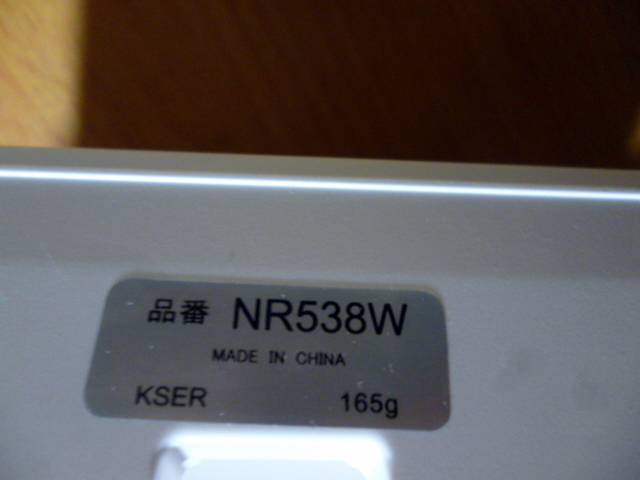 品番 NR538W
MADE IN CHINA
KSER 165g